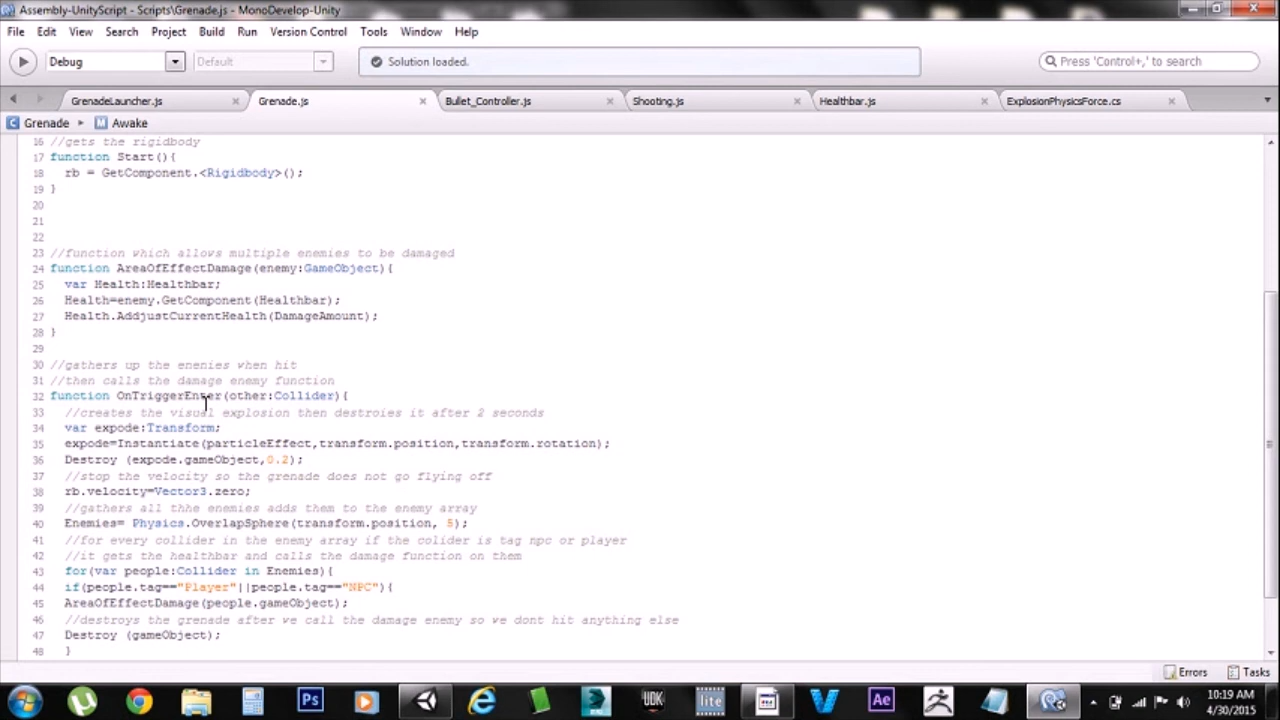 Assembly-UnityScript - Scripts\Grenade.js - MonoDevelop-Unity
File Edit View Search Project Build Run Version Control Tools Window Help
Debug Default Solution loaded. Press 'Control+,' to search
GrenadeLauncher.js Grenade.js Bullet_Controller.js Shooting.js Healthbar.js ExplosionPhysicsForce.cs
C Grenade M Awake
16 //gets the rigidbody
17 function Start(){
18 rb = GetComponent.<Rigidbody>();
19 }
20
21
22
23 //function which allows multiple enemies to be damaged
24 function AreaOfEffectDamage(enemy:GameObject){
25 var Health:Healthbar;
26 Health=enemy.GetComponent(Healthbar);
27 Health.AddjustCurrentHealth(DamageAmount);
28 }
29
30 //gathers up the enenies when hit
31 //then calls the damage enemy function
32 function OnTriggerEnter(other:Collider){
33 //creates the visual explosion then destroies it after 2 seconds
34 var expode:Transform;
35 expode=Instantiate(particleEffect,transform.position,transform.rotation);
36 Destroy (expode.gameObject,0.2);
37 //stop the velocity so the grenade does not go flying off
38 rb.velocity=Vector3.zero;
39 //gathers all thhe enemies adds them to the enemy array
40 Enemies= Physics.OverlapSphere(transform.position, 5);
41 //for every collider in the enemy array if the colider is tag npc or player
42 //it gets the healthbar and calls the damage function on them
43 for(var people:Collider in Enemies){
44 if(people.tag=="Player"||people.tag=="NPC"){
45 AreaOfEffectDamage(people.gameObject);
46 //destroys the grenade after we call the damage enemy so we dont hit anything else
47 Destroy (gameObject);
48 }
Errors Tasks
Ps UDK lite Ae
10:19 AM
4/30/2015